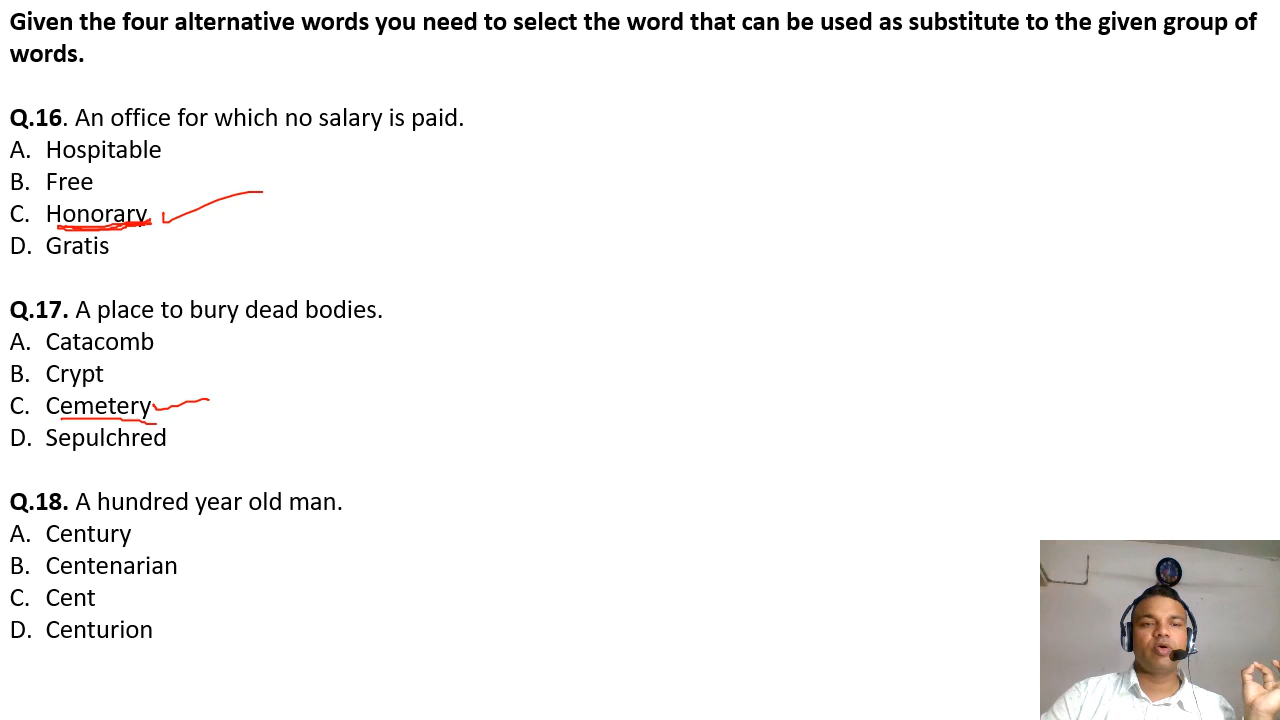 Given the four alternative words you need to select the word that can be used as substitute to the given group of
words.
Q.16. An office for which no salary is paid.
A. Hospitable
B. Free
C. Honorary
D. Gratis
Q.17. A place to bury dead bodies.
A. Catacomb
B. Crypt
C. Cemetery
D. Sepulchred
Q.18. A hundred year old man.
A. Century
B. Centenarian
C. Cent
D. Centurion